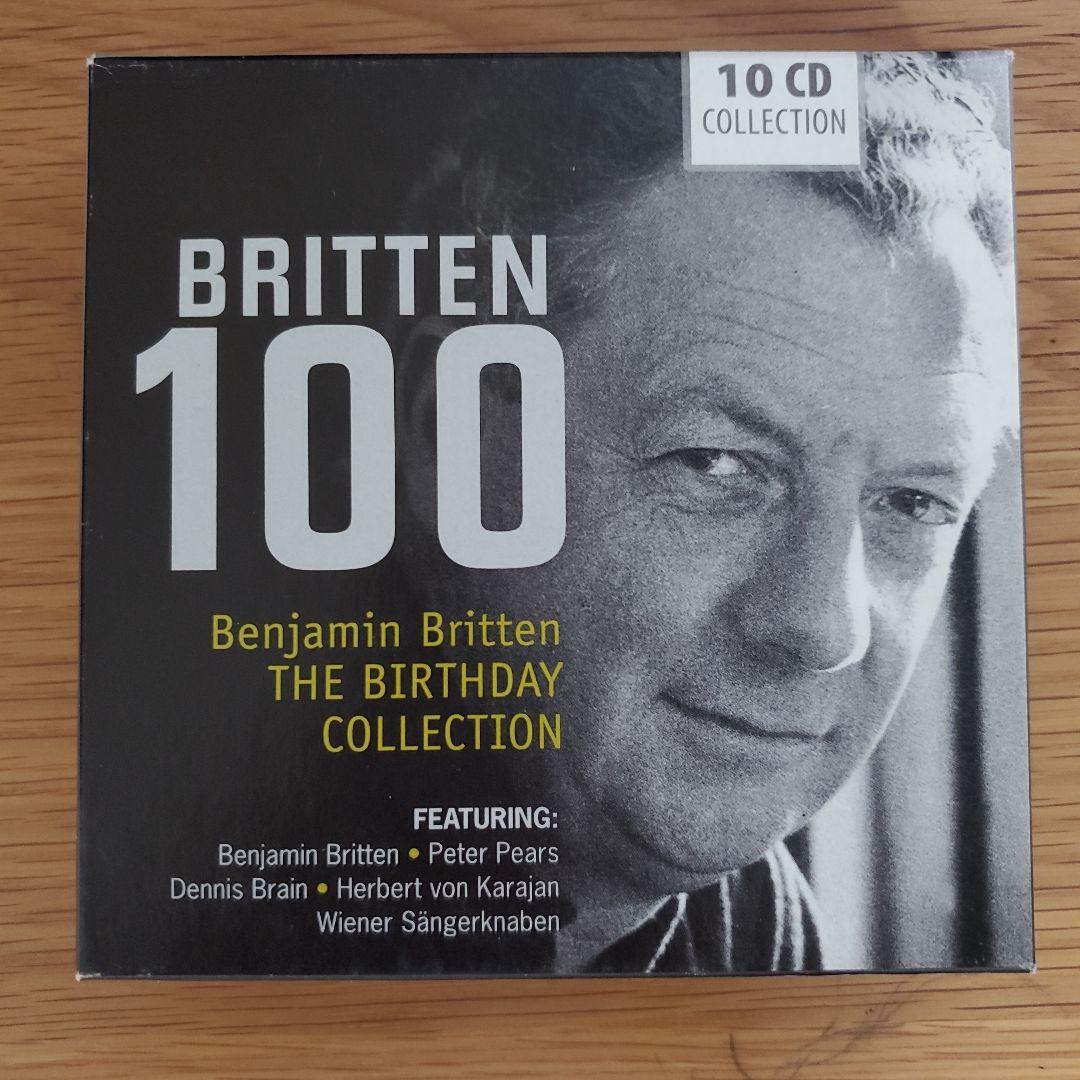 10 CD
COLLECTION
BRITTEN
100
Benjamin Britten
THE BIRTHDAY
COLLECTION
FEATURING:
Benjamin Britten • Peter Pears
Dennis Brain • Herbert von Karajan
Wiener Sängerknaben